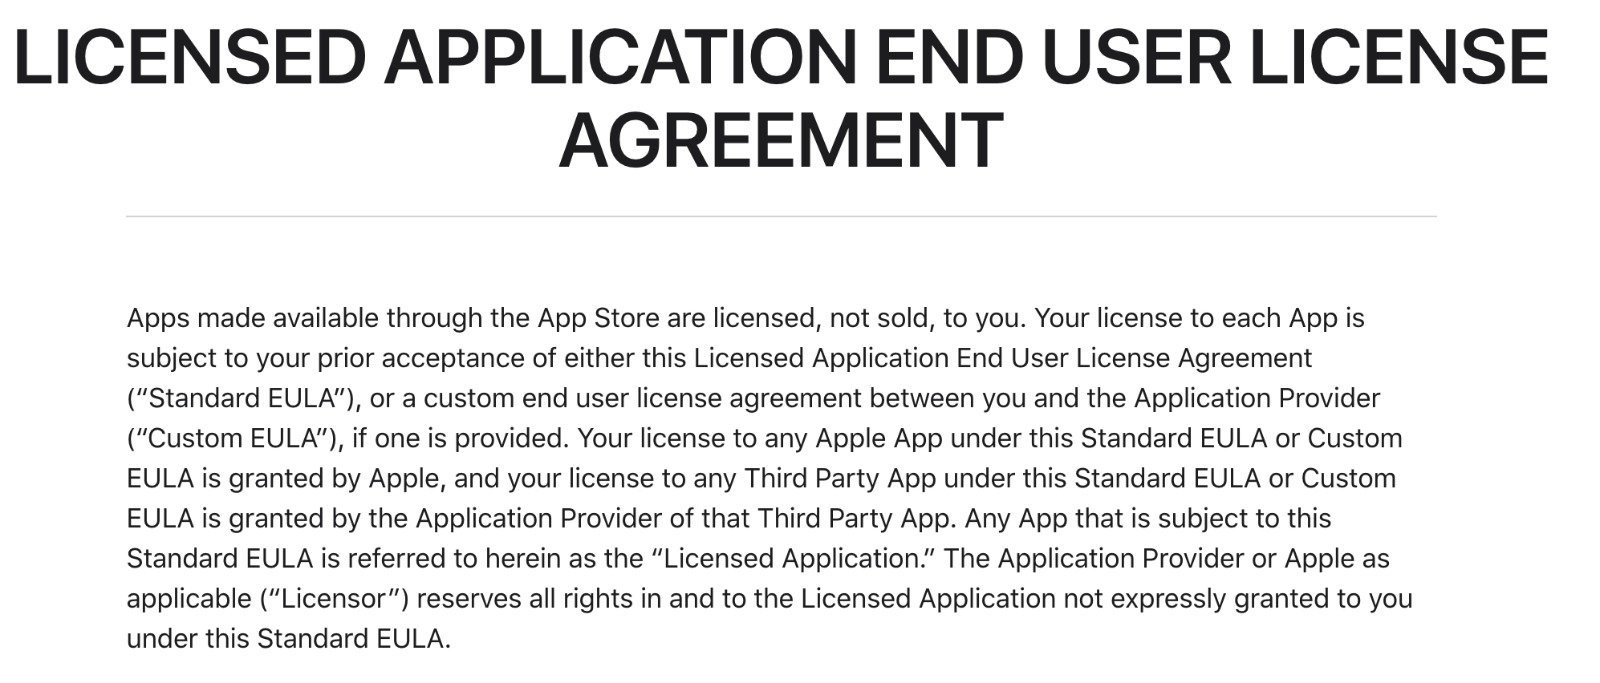 LICENSED APPLICATION END USER LICENSE
AGREEMENT
Apps made available through the App Store are licensed, not sold, to you. Your license to each App is
subject to your prior acceptance of either this Licensed Application End User License Agreement
(“Standard EULA”), or a custom end user license agreement between you and the Application Provider
(“Custom EULA”), if one is provided. Your license to any Apple App under this Standard EULA or Custom
EULA is granted by Apple, and your license to any Third Party App under this Standard EULA or Custom
EULA is granted by the Application Provider of that Third Party App. Any App that is subject to this
Standard EULA is referred to herein as the “Licensed Application.” The Application Provider or Apple as
applicable (“Licensor”) reserves all rights in and to the Licensed Application not expressly granted to you
under this Standard EULA.